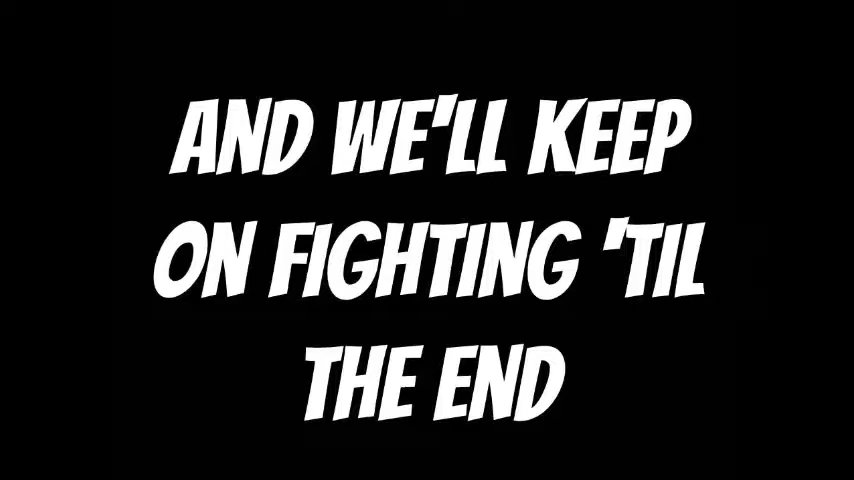 AND WE'LL KEEP
ON FIGHTING 'TIL
THE END